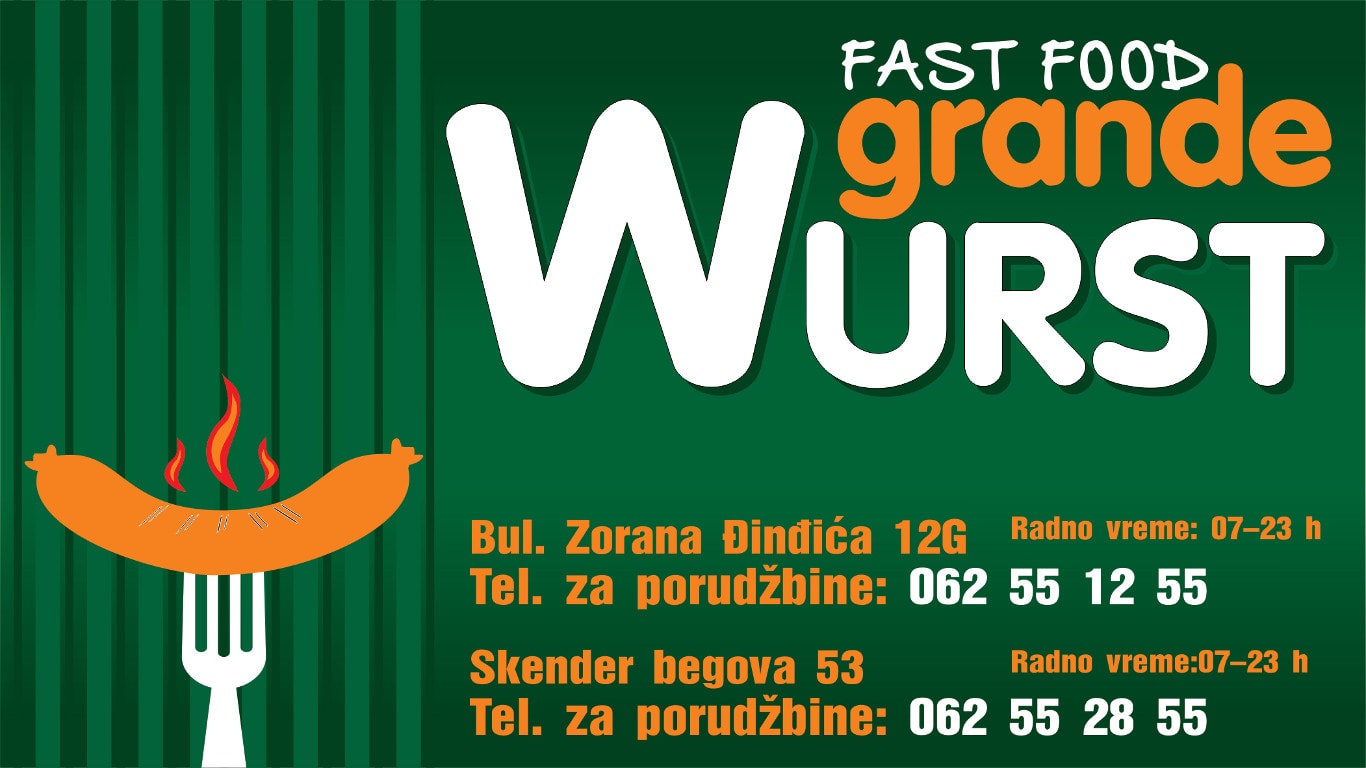 FAST FOOD
grande
WURST
Bul. Zorana Đinđića 12G
Radno vreme: 07–23 h
Tel. za porudžbine: 062 55 12 55
Skender begova 53
Radno vreme:07–23 h
Tel. za porudžbine: 062 55 28 55